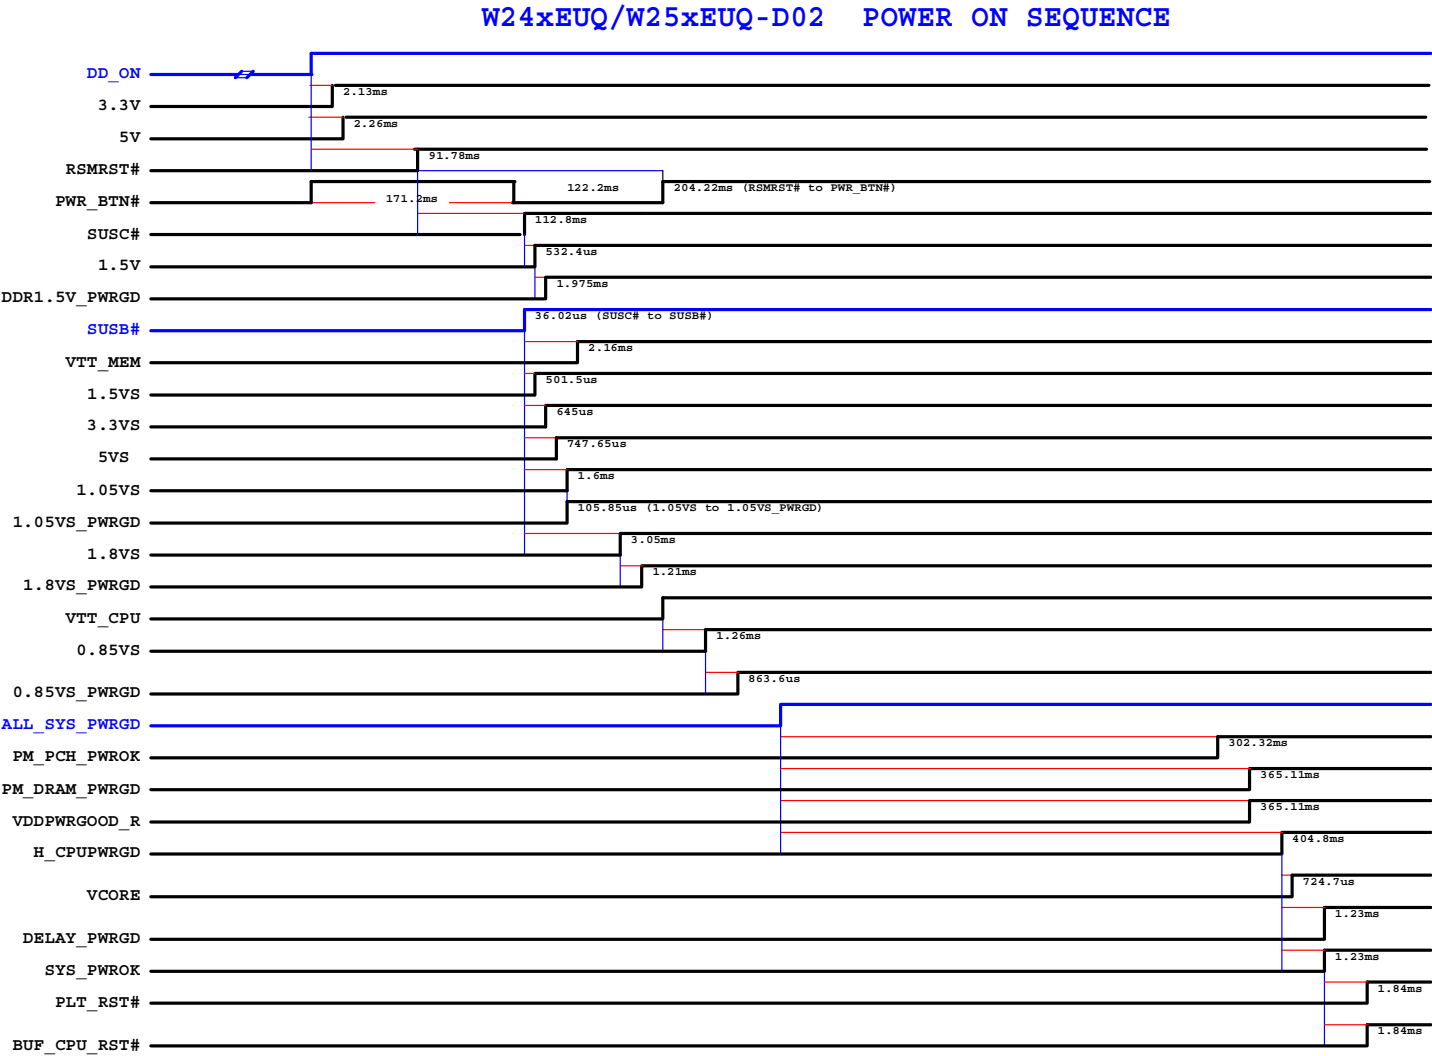 W24xEUQ/W25xEUQ-D02 POWER ON SEQUENCE
DD_ON
3.3V 2.13ms
5V 2.26ms
RSMRST# 91.78ms
PWR_BTN# 171.2ms 122.2ms 204.22ms (RSMRST# to PWR_BTN#)
SUSC# 112.8ms
1.5V 532.4us
DDR1.5V_PWRGD 1.975ms
SUSB# 36.02us (SUSC# to SUSB#)
VTT_MEM 2.16ms
1.5VS 501.5us
3.3VS 645us
5VS 747.65us
1.05VS 1.6ms
1.05VS_PWRGD 105.85us (1.05VS to 1.05VS_PWRGD)
1.8VS 3.05ms
1.8VS_PWRGD 1.21ms
VTT_CPU
0.85VS 1.26ms
0.85VS_PWRGD 863.6us
ALL_SYS_PWRGD
PM_PCH_PWROK 302.32ms
PM_DRAM_PWRGD 365.11ms
VDDPWRGOOD_R 365.11ms
H_CPUPWRGD 404.8ms
VCORE 724.7us
DELAY_PWRGD 1.23ms
SYS_PWROK 1.23ms
PLT_RST# 1.84ms
BUF_CPU_RST# 1.84ms